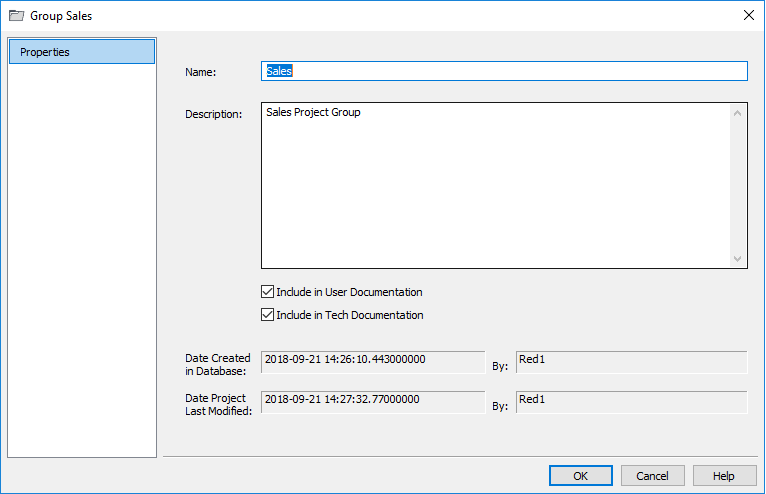 Group Sales
Properties
Name:
Sales
Description:
Sales Project Group
Include in User Documentation
Include in Tech Documentation
Date Created
in Database:
2018-09-21 14:26:10.443000000
By:
Red1
Date Project
Last Modified:
2018-09-21 14:27:32.77000000
By:
Red1
OK
Cancel
Help